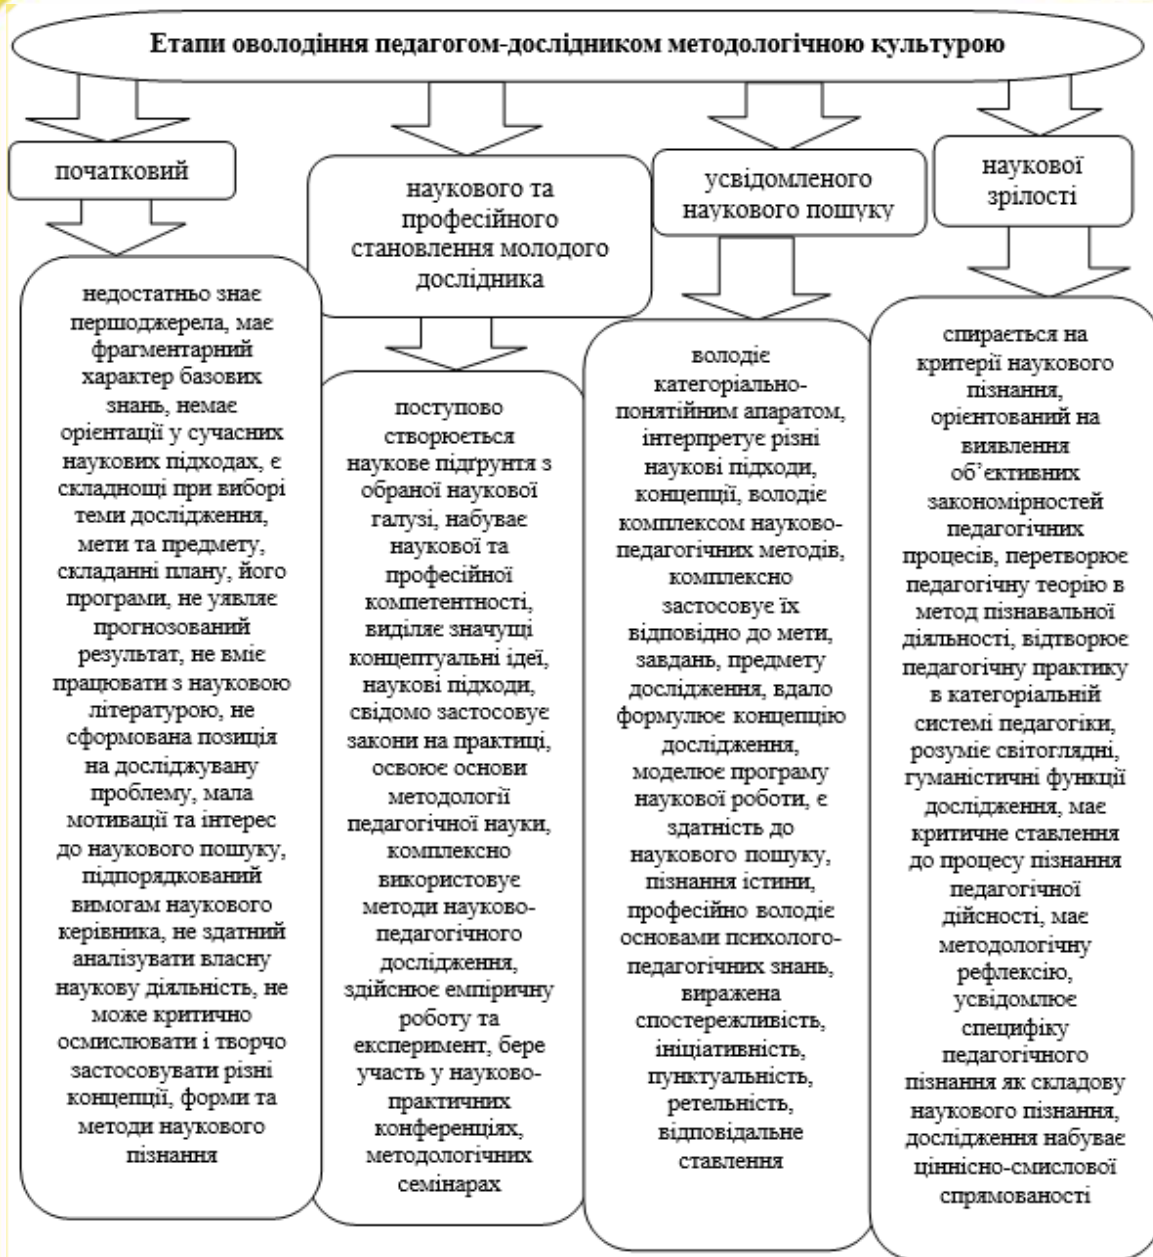 Етапи оволодіння педагогом-дослідником методологічною культурою
початковий
недостатньо знає
першоджерела, має
фрагментарний
характер базових
знань, немає
орієнтації у сучасних
наукових підходах, є
складнощі при виборі
теми дослідження,
мети та предмету,
складанні плану, його
програми, не уявляє
прогнозований
результат, не вміє
працювати з науковою
літературою, не
сформована позиція
на досліджувану
проблему, мала
мотивації та інтерес
до наукового пошуку,
підпорядкований
вимогам наукового
керівника, не здатний
аналізувати власну
наукову діяльність, не
може критично
осмислювати і творчо
застосовувати різні
концепції, форми та
методи наукового
пізнання
наукового та
професійного
становлення молодого
дослідника
поступово
створюється
наукове підґрунтя з
обраної наукової
галузі, набуває
наукової та
професійної
компетентності,
виділяє значущі
концептуальні ідеї,
наукові підходи,
свідомо застосовує
закони на практиці,
освоює основи
методології
педагогічної науки,
комплексно
використовує
методи науково-
педагогічного
дослідження,
здійснює емпіричну
роботу та
експеримент, бере
участь у науково-
практичних
конференціях,
методологічних
семінарах
усвідомленого
наукового пошуку
володіє
категоріально-
понятійним апаратом,
інтерпретує різні
наукові підходи,
концепції, володіє
комплексом науково-
педагогічних методів,
комплексно
застосовує їх
відповідно до мети,
завдань, предмету
дослідження, вдало
формулює концепцію
дослідження,
моделює програму
наукової роботи, є
здатність до
наукового пошуку,
пізнання істини,
професійно володіє
основами психолого-
педагогічних знань,
виражена
спостережливість,
ініціативність,
пунктуальність,
ретельність,
відповідальне
ставлення
наукової
зрілості
спирається на
критерії наукового
пізнання,
орієнтований на
виявлення
об’єктивних
закономірностей
педагогічних
процесів, перетворює
педагогічну теорію в
метод пізнавальної
діяльності, відтворює
педагогічну практику
в категоріальній
системі педагогіки,
розуміє світоглядні,
гуманістичні функції
дослідження, має
критичне ставлення
до процесу пізнання
педагогічної
дійсності, має
методологічну
рефлексію,
усвідомлює
специфіку
педагогічного
пізнання як складову
наукового пізнання,
дослідження набуває
ціннісно-смислової
спрямованості